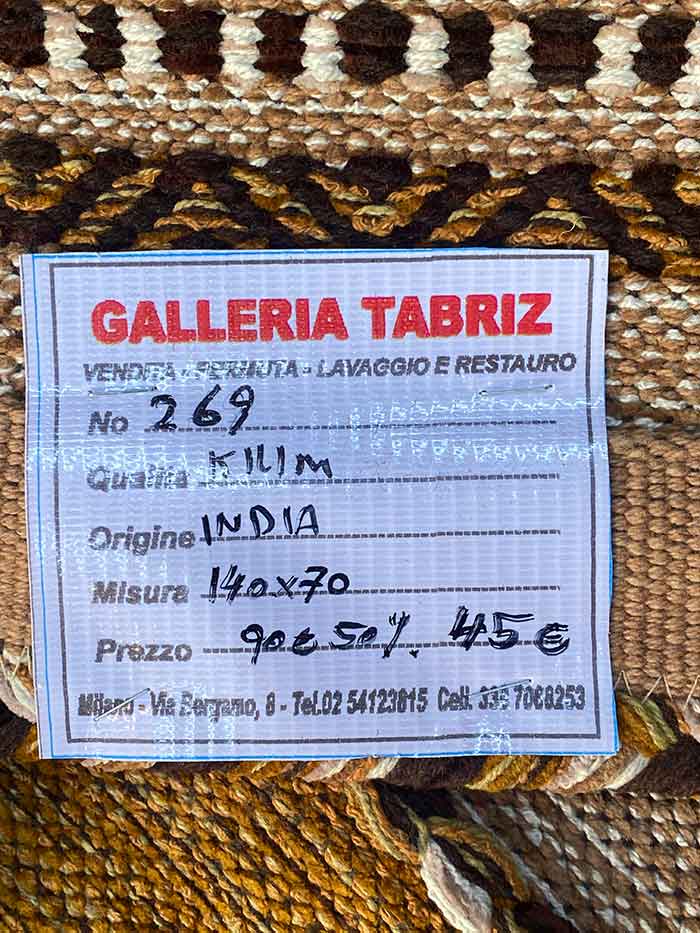 GALLERIA TABRIZ
VENDITA - PERMUTA - LAVAGGIO E RESTAURO
No 269
Qualità KILIM
Origine INDIA
Misura 140x70
Prezzo 90€ 50% 45€
Milano - Via Bergamo, 8 - Tel.02 54123815 Cell. 335 7068253